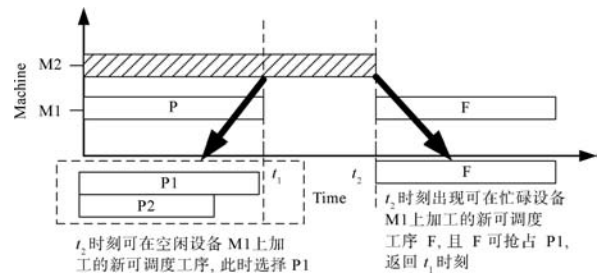 Machine
M2
M1
P
F
P1
P2
t₁
t₂
F
Time
t₂时刻可在空闲设备 M1上加
工的新可调度工序, 此时选择 P1
t₂时刻出现可在忙碌设备
M1上加工的新可调度
工序 F, 且 F 可抢占 P1,
返回 t₁时刻